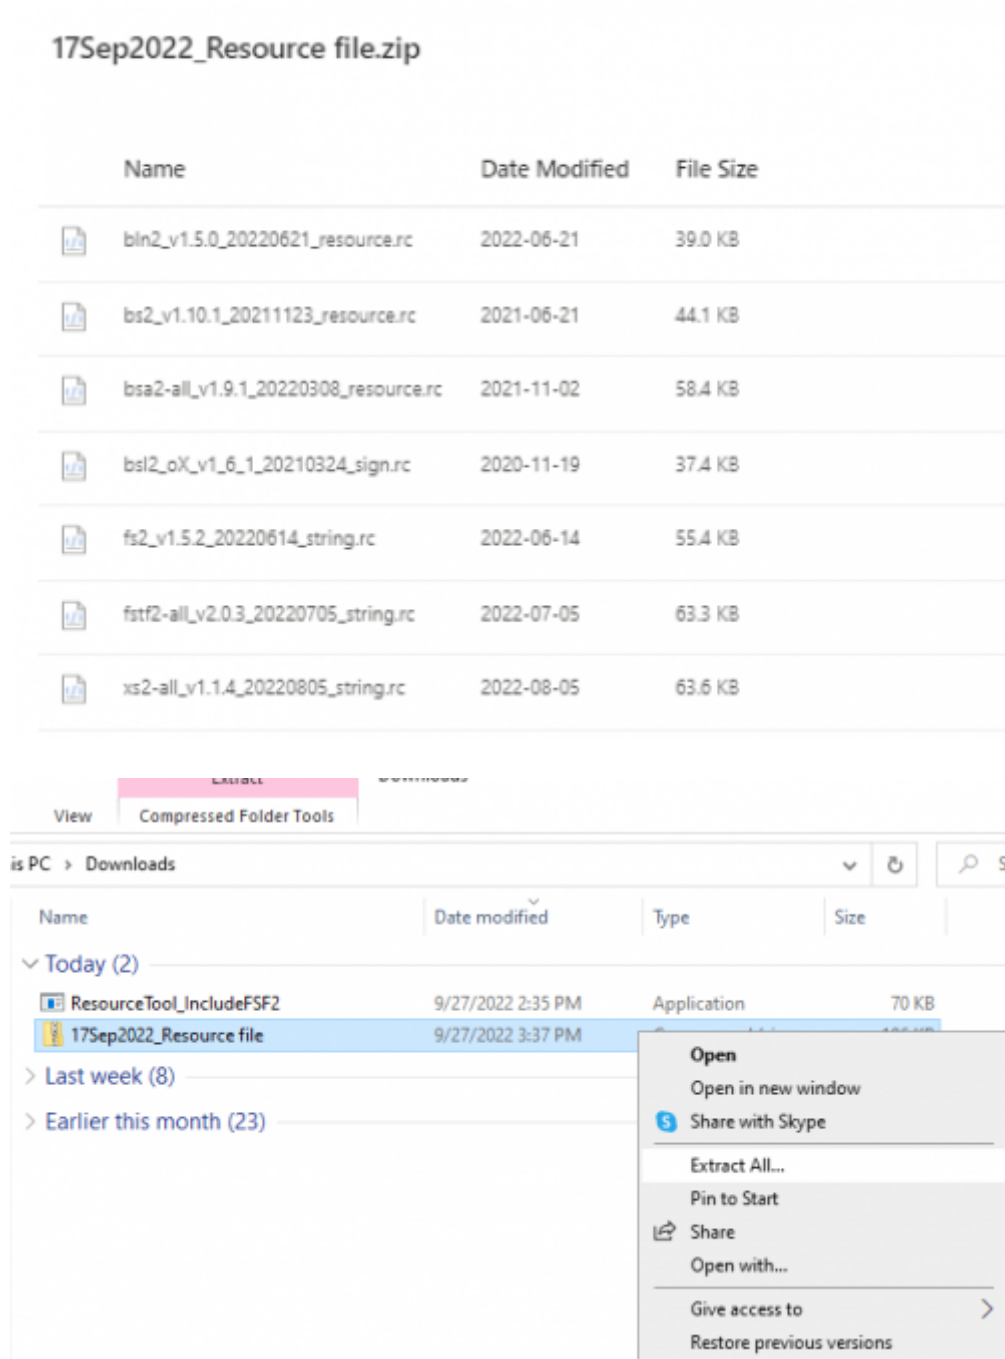 17Sep2022_Resource file.zip
Name Date Modified File Size
bln2_v1.5.0_20220621_resource.rc 2022-06-21 39.0 KB
bs2_v1.10.1_20211123_resource.rc 2021-06-21 44.1 KB
bsa2-all_v1.9.1_20220308_resource.rc 2021-11-02 58.4 KB
bsl2_oX_v1_6_1_20210324_sign.rc 2020-11-19 37.4 KB
fs2_v1.5.2_20220614_string.rc 2022-06-14 55.4 KB
fstf2-all_v2.0.3_20220705_string.rc 2022-07-05 63.3 KB
xs2-all_v1.1.4_20220805_string.rc 2022-08-05 63.6 KB
Extract Downloads
View Compressed Folder Tools
is PC > Downloads
Name Date modified Type Size
Today (2)
ResourceTool_IncludeFSF2 9/27/2022 2:35 PM Application 70 KB
17Sep2022_Resource file 9/27/2022 3:37 PM
Last week (8)
Earlier this month (23)
Open
Open in new window
Share with Skype
Extract All...
Pin to Start
Share
Open with...
Give access to
Restore previous versions